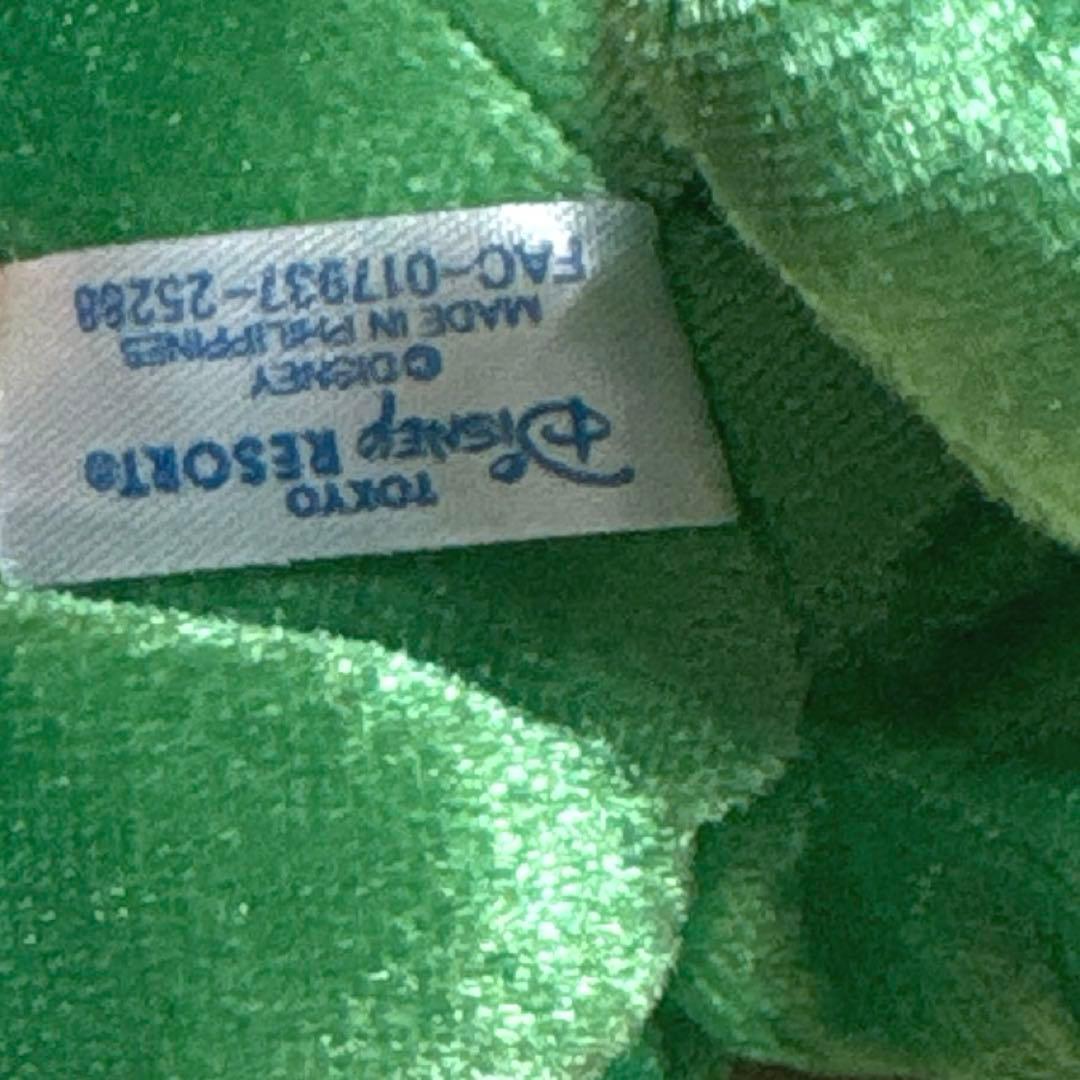 TOKYO
Disney RESORT®
©DISNEY
MADE IN PHILIPPINES
FAC-017937-25288